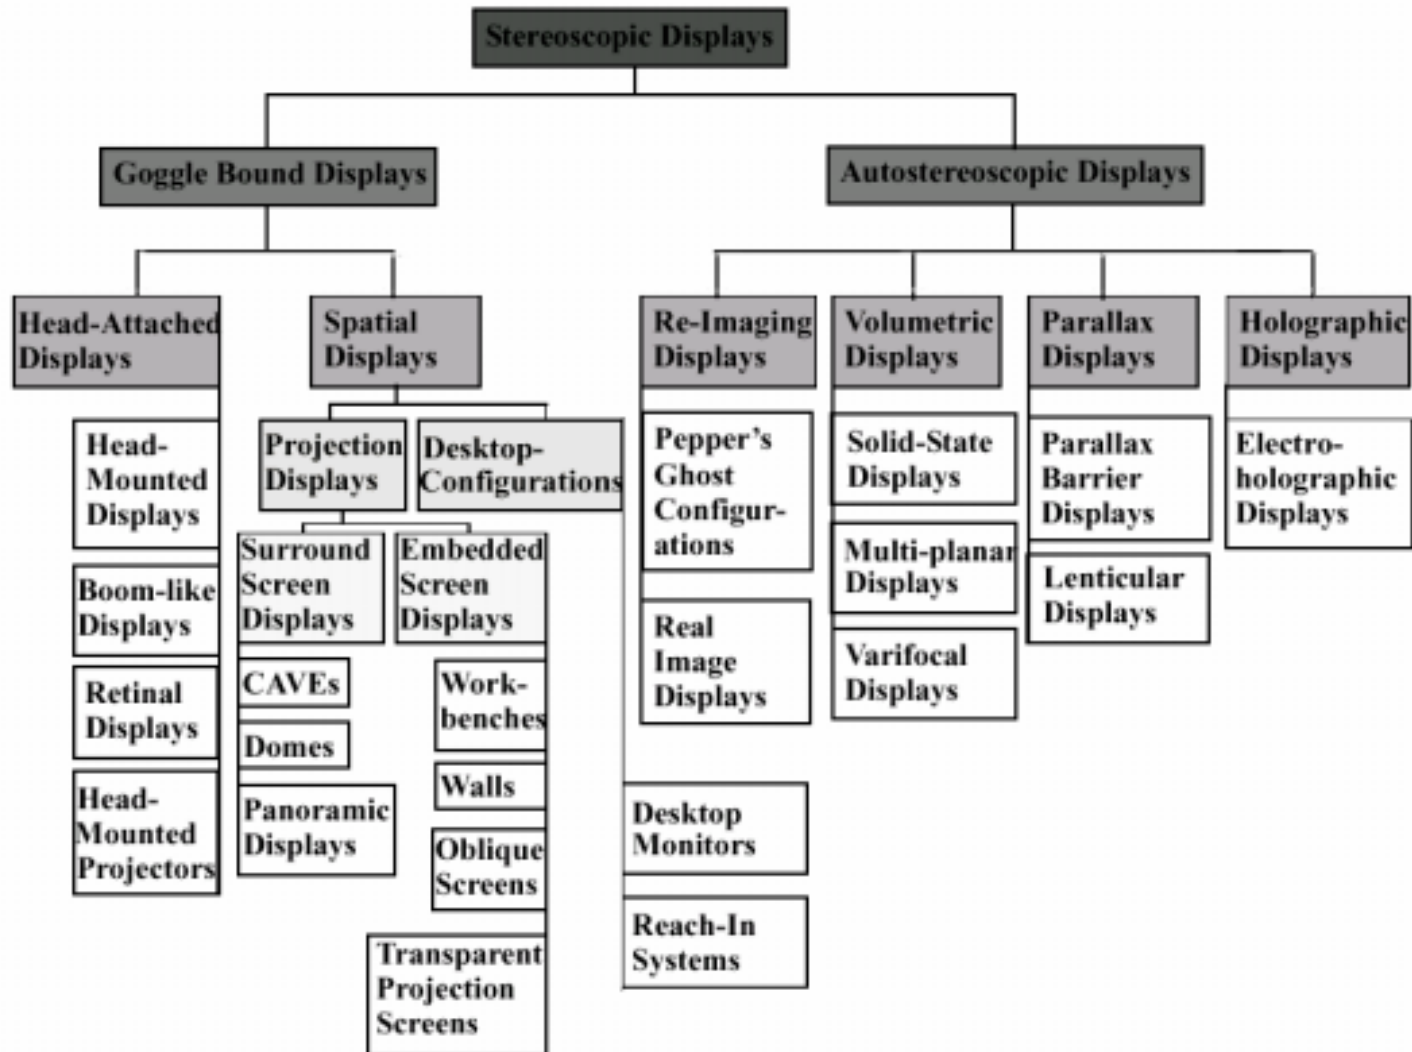 Stereoscopic Displays
Goggle Bound Displays
Autostereoscopic Displays
Head-Attached
Displays
Spatial
Displays
Re-Imaging
Displays
Volumetric
Displays
Parallax
Displays
Holographic
Displays
Head-
Mounted
Displays
Boom-like
Displays
Retinal
Displays
Head-
Mounted
Projectors
Projection
Displays
Desktop-
Configurations
Surround
Screen
Displays
Embedded
Screen
Displays
CAVEs
Domes
Panoramic
Displays
Work-
benches
Walls
Oblique
Screens
Transparent
Projection
Screens
Desktop
Monitors
Reach-In
Systems
Pepper's
Ghost
Configur-
ations
Real
Image
Displays
Solid-State
Displays
Multi-planar
Displays
Varifocal
Displays
Parallax
Barrier
Displays
Lenticular
Displays
Electro-
holographic
Displays